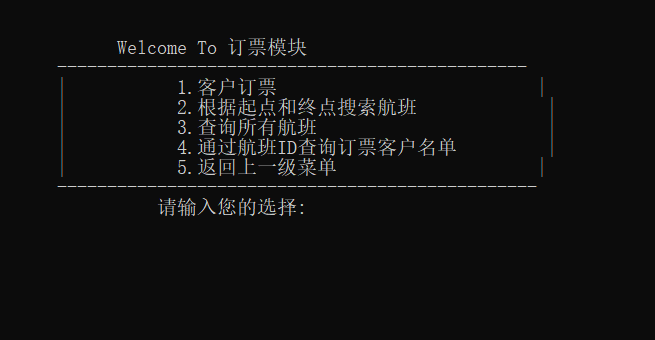 Welcome To 订票模块
------------------------------------------------
| 1.客户订票 |
| 2.根据起点和终点搜索航班 |
| 3.查询所有航班 |
| 4.通过航班ID查询订票客户名单 |
| 5.返回上一级菜单 |
------------------------------------------------
请输入您的选择: